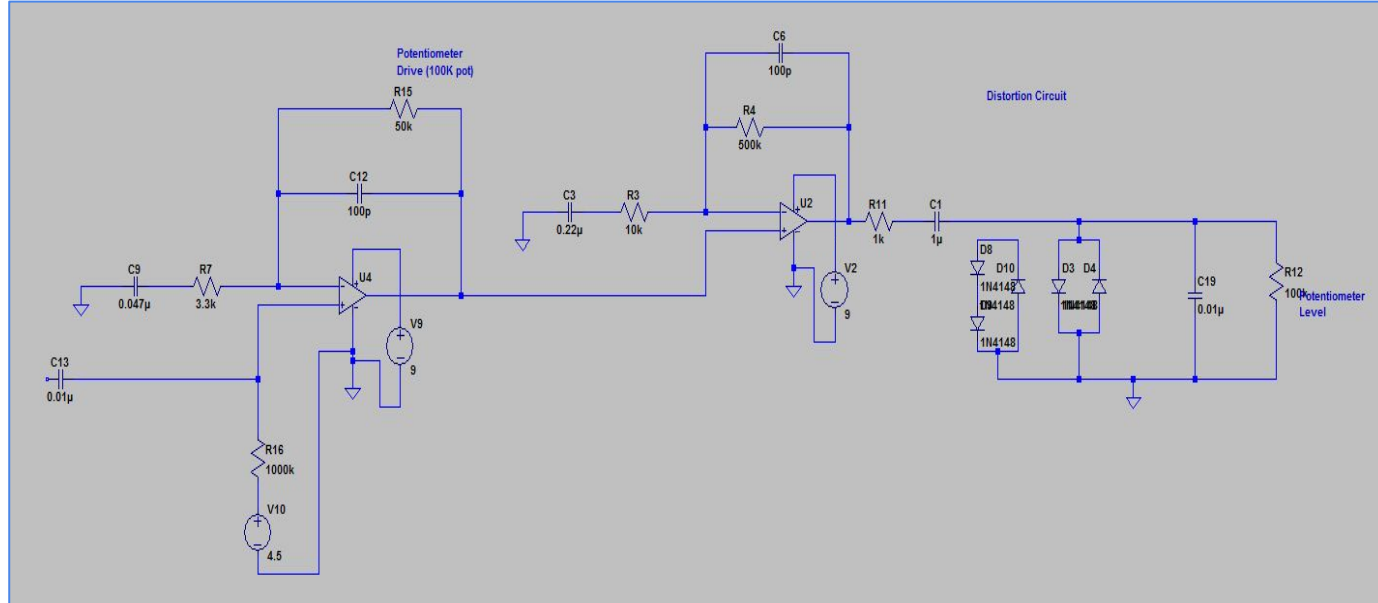 Potentiometer
Drive (100K pot)
R15
50k
C12
100p
C9
0.047µ
R7
3.3k
U4
V9
9
C13
0.01µ
R16
1000k
V10
4.5
C6
100p
R4
500k
C3
0.22µ
R3
10k
U2
V2
9
R11
1k
C1
1µ
Distortion Circuit
D8
D10
1N4148
1N4148
D3
D4
C19
0.01µ
R12
100k
Potentiometer
Level